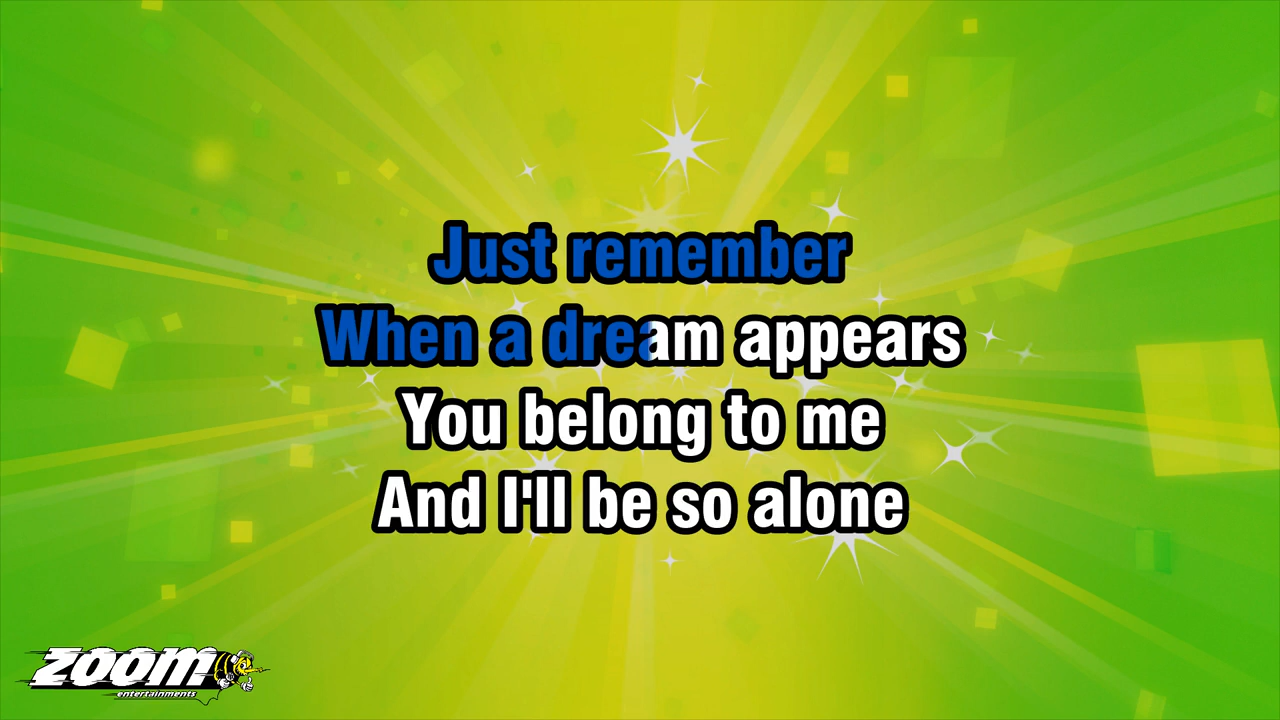 Just remember
When a dream appears
You belong to me
And I'll be so alone
zoom
entertainments